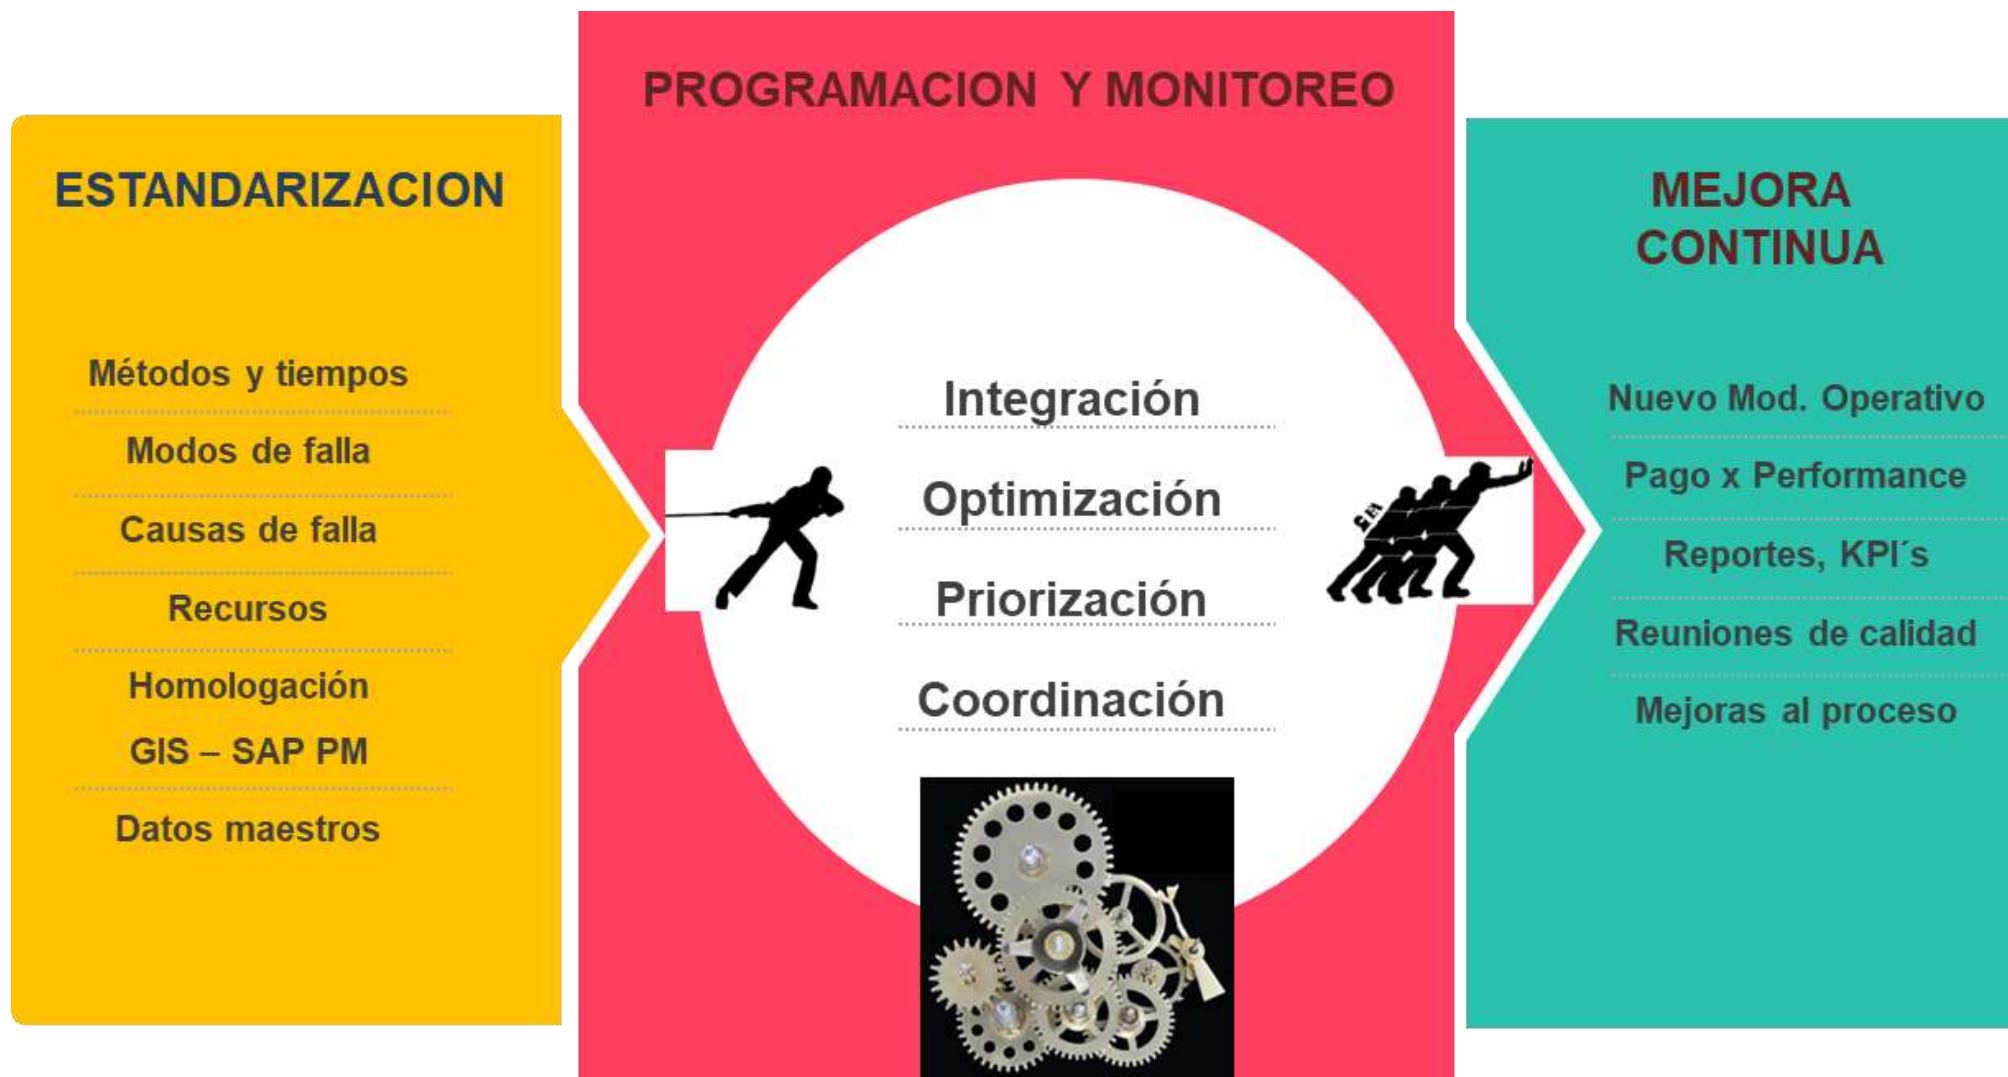 ESTANDARIZACION
Métodos y tiempos
Modos de falla
Causas de falla
Recursos
Homologación
GIS – SAP PM
Datos maestros
PROGRAMACION Y MONITOREO
Integración
Optimización
Priorización
Coordinación
MEJORA
CONTINUA
Nuevo Mod. Operativo
Pago x Performance
Reportes, KPI´s
Reuniones de calidad
Mejoras al proceso